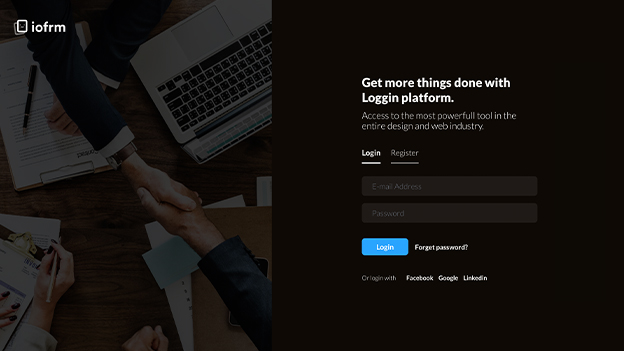 iofrm
Get more things done with
Loggin platform.
Access to the most powerfull tool in the
entire design and web industry.
Login Register
E-mail Address
Password
Login Forget password?
Or login with Facebook Google Linkedin